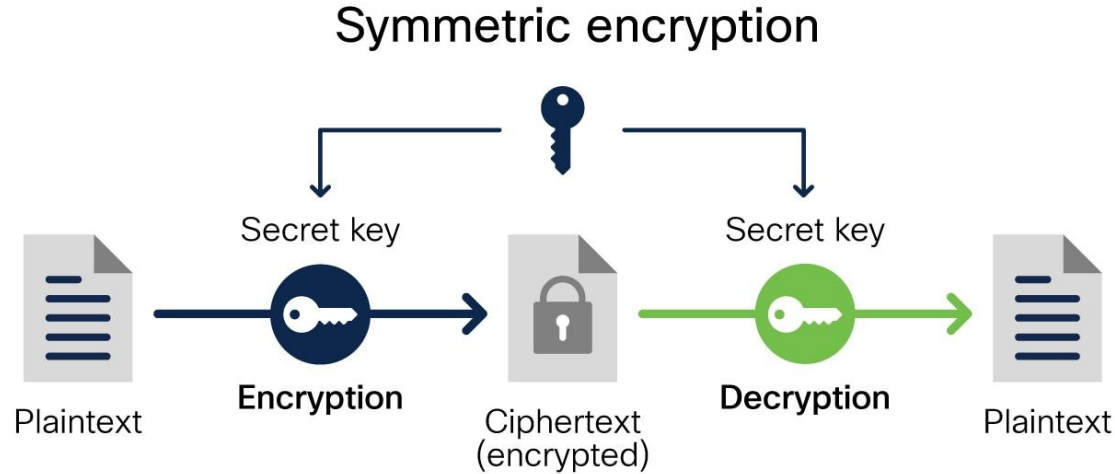 Symmetric encryption
Secret key
Secret key
Encryption
Decryption
Plaintext
Ciphertext
(encrypted)
Plaintext